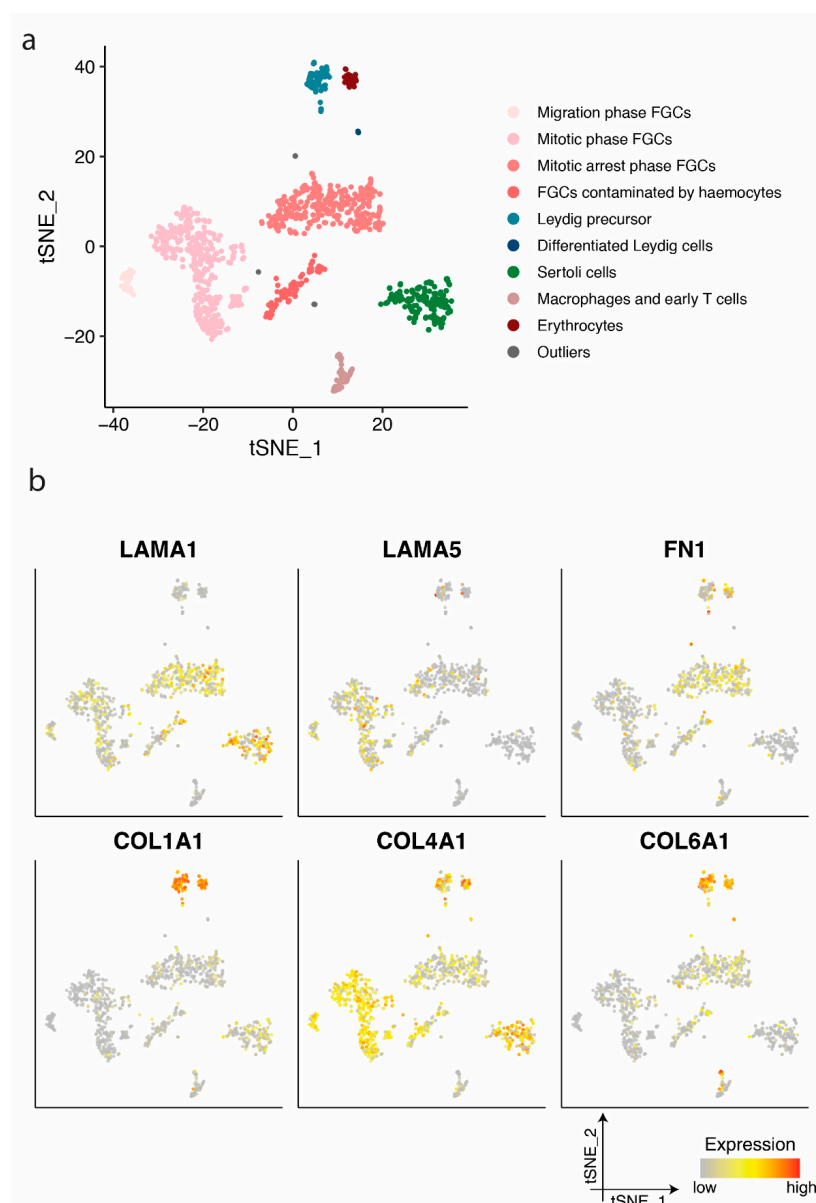 a
40
20
0
−20
tSNE_2
−40
−20
0
20
tSNE_1
Migration phase FGCs
Mitotic phase FGCs
Mitotic arrest phase FGCs
FGCs contaminated by haemocytes
Leydig precursor
Differentiated Leydig cells
Sertoli cells
Macrophages and early T cells
Erythrocytes
Outliers
b
LAMA1
LAMA5
FN1
COL1A1
COL4A1
COL6A1
tSNE_2
tSNE_1
Expression
low
high